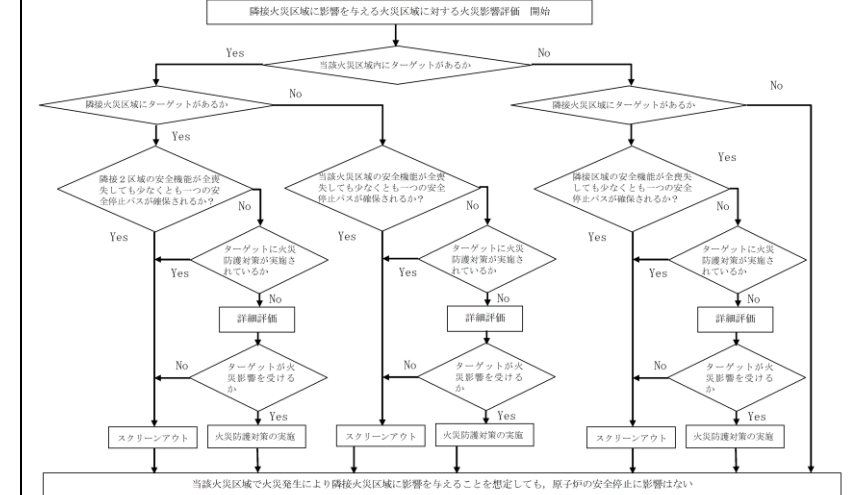 隣接火災区域に影響を与える火災区域に対する火災影響評価　開始
Yes
No
当該火災区域内にターゲットがあるか
隣接火災区域にターゲットがあるか
No
隣接火災区域にターゲットがあるか
No
Yes
Yes
隣接２区域の安全機能が全喪
失しても少なくとも一つの安
全停止パスが確保されるか？
当該火災区域の安全機能が全喪
失しても少なくとも一つの安全
停止パスが確保されるか？
隣接区域の安全機能が全喪失
しても少なくとも一つの安全
停止パスが確保されるか？
No
No
No
Yes
Yes
Yes
ターゲットに火災
防護対策が実施さ
れているか
ターゲットに火災
防護対策が実施さ
れているか
ターゲットに火災
防護対策が実施さ
れているか
Yes
Yes
Yes
No
No
No
詳細評価
詳細評価
詳細評価
No
ターゲットが火
災影響を受ける
か
No
ターゲットが火
災影響を受ける
か
No
ターゲットが火
災影響を受ける
か
Yes
Yes
Yes
スクリーンアウト
火災防護対策の実施
スクリーンアウト
火災防護対策の実施
スクリーンアウト
火災防護対策の実施
当該火災区域で火災発生により隣接火災区域に影響を与えることを想定しても，原子炉の安全停止に影響はない